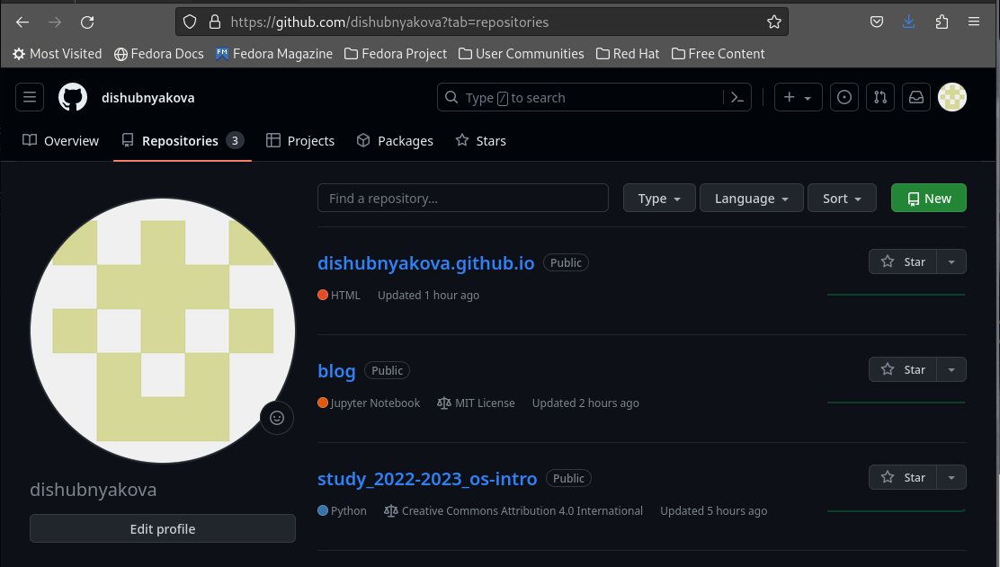 https://github.com/dishubnyakova?tab=repositories
Most Visited Fedora Docs Fedora Magazine Fedora Project User Communities Red Hat Free Content
dishubnyakova Type / to search
Overview Repositories 3 Projects Packages Stars
Find a repository... Type Language Sort New
dishubnyakova.github.io Public Star
HTML Updated 1 hour ago
blog Public Star
Jupyter Notebook MIT License Updated 2 hours ago
study_2022-2023_os-intro Public Star
Python Creative Commons Attribution 4.0 International Updated 5 hours ago
dishubnyakova
Edit profile